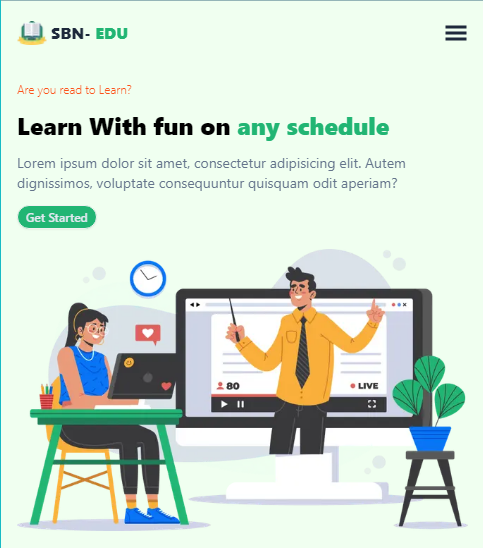 SBN- EDU
Are you read to Learn?
Learn With fun on any schedule
Lorem ipsum dolor sit amet, consectetur adipisicing elit. Autem
dignissimos, voluptate consequuntur quisquam odit aperiam?
Get Started
80
LIVE